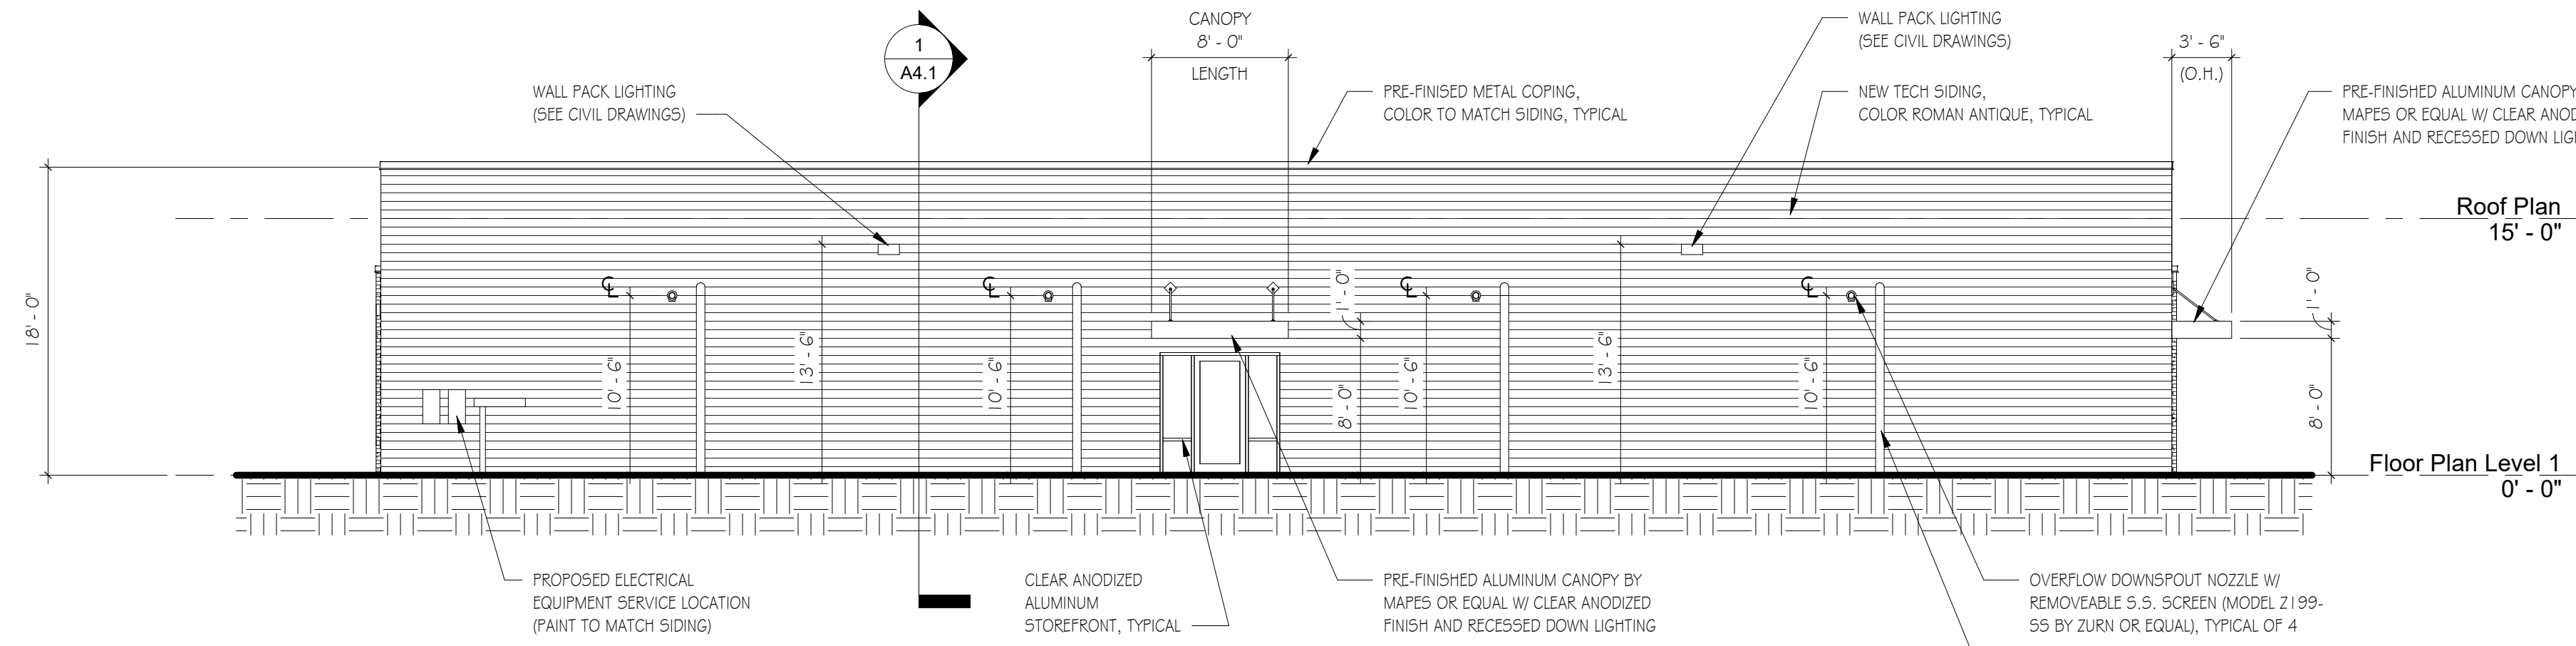 CANOPY
8' - 0"
LENGTH
1
A4.1
WALL PACK LIGHTING
(SEE CIVIL DRAWINGS)
3' - 6"
(O.H.)
WALL PACK LIGHTING
(SEE CIVIL DRAWINGS)
PRE-FINISED METAL COPING,
COLOR TO MATCH SIDING, TYPICAL
NEW TECH SIDING,
COLOR ROMAN ANTIQUE, TYPICAL
PRE-FINISHED ALUMINUM CANOPY
MAPES OR EQUAL W/ CLEAR ANOD
FINISH AND RECESSED DOWN LIG
Roof Plan
15' - 0"
18' - 0"
℄
℄
℄
℄
10' - 6"
13' - 6"
10' - 6"
1' - 0"
8' - 0"
10' - 6"
13' - 6"
10' - 6"
1' - 0"
8' - 0"
Floor Plan Level 1
0' - 0"
PROPOSED ELECTRICAL
EQUIPMENT SERVICE LOCATION
(PAINT TO MATCH SIDING)
CLEAR ANODIZED
ALUMINUM
STOREFRONT, TYPICAL
PRE-FINISHED ALUMINUM CANOPY BY
MAPES OR EQUAL W/ CLEAR ANODIZED
FINISH AND RECESSED DOWN LIGHTING
OVERFLOW DOWNSPOUT NOZZLE W/
REMOVEABLE S.S. SCREEN (MODEL Z199-
SS BY ZURN OR EQUAL), TYPICAL OF 4